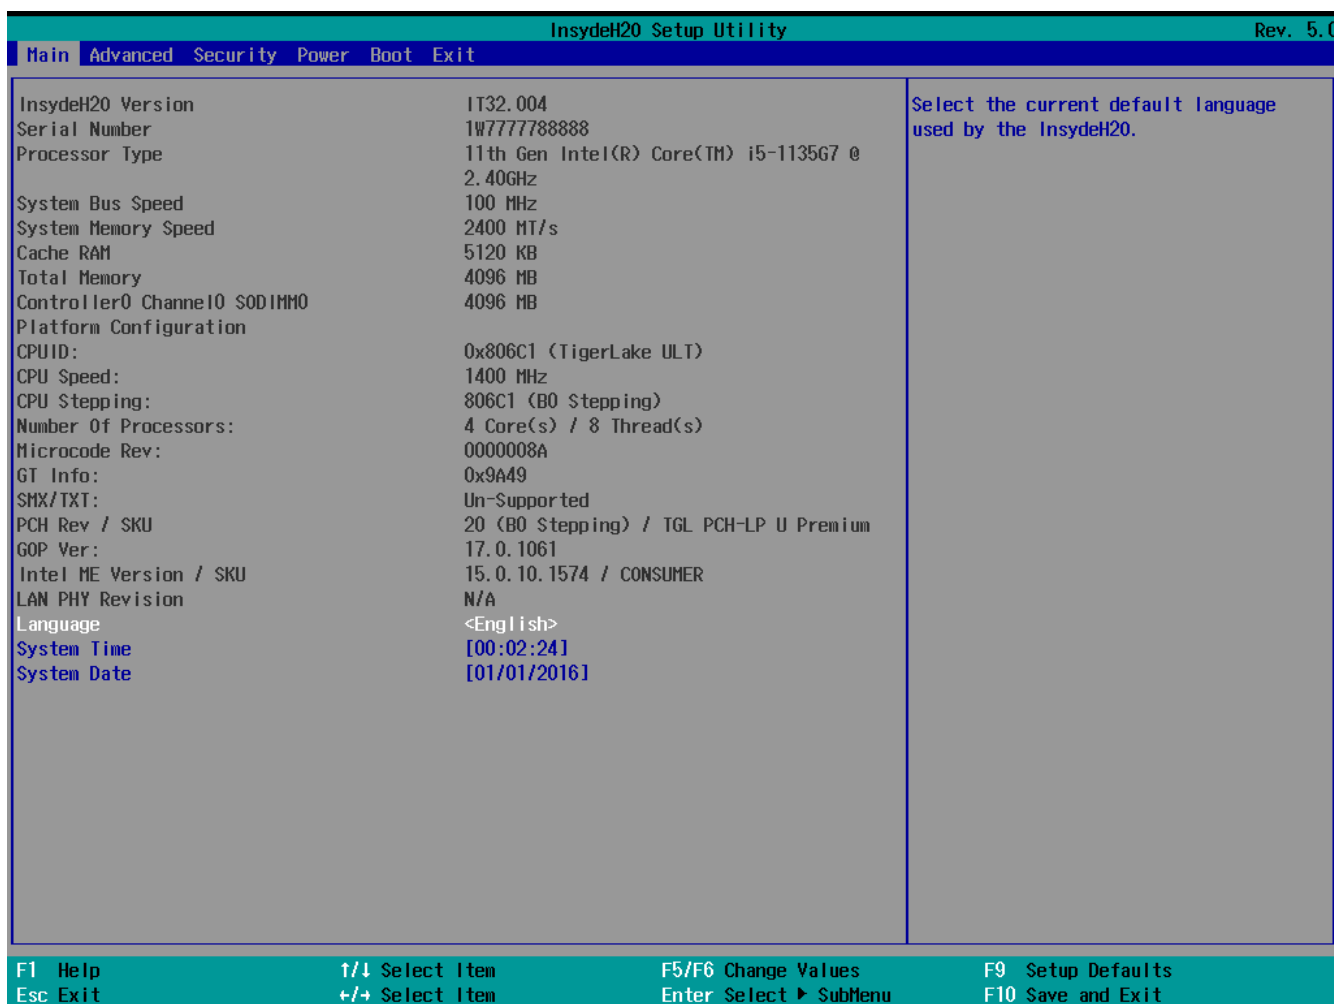 InsydeH20 Setup Utility Rev. 5.0
Main Advanced Security Power Boot Exit
InsydeH20 Version IT32.004
Serial Number 1W7777788888
Processor Type 11th Gen Intel(R) Core(TM) i5-1135G7 @
2.40GHz
System Bus Speed 100 MHz
System Memory Speed 2400 MT/s
Cache RAM 5120 KB
Total Memory 4096 MB
Controller0 Channel0 SODIMM0 4096 MB
Platform Configuration
CPUID: 0x806C1 (TigerLake ULT)
CPU Speed: 1400 MHz
CPU Stepping: 806C1 (B0 Stepping)
Number Of Processors: 4 Core(s) / 8 Thread(s)
Microcode Rev: 0000008A
GT Info: 0x9A49
SMX/TXT: Un-Supported
PCH Rev / SKU 20 (B0 Stepping) / TGL PCH-LP U Premium
GOP Ver: 17.0.1061
Intel ME Version / SKU 15.0.10.1574 / CONSUMER
LAN PHY Revision N/A
Language <English>
System Time [00:02:24]
System Date [01/01/2016]
Select the current default language
used by the InsydeH20.
F1 Help ↑/↓ Select Item F5/F6 Change Values F9 Setup Defaults
Esc Exit ←/→ Select Item Enter Select ▶ SubMenu F10 Save and Exit